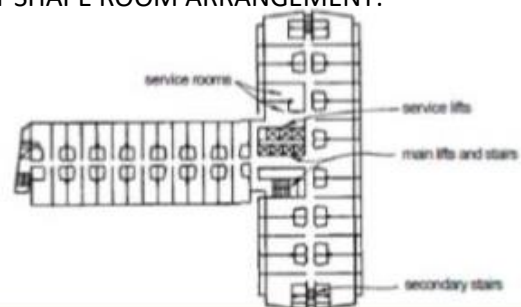 SHAPE ROOM ARRANGEMENT.
service rooms
service lifts
main lifts and stairs
secondary stairs